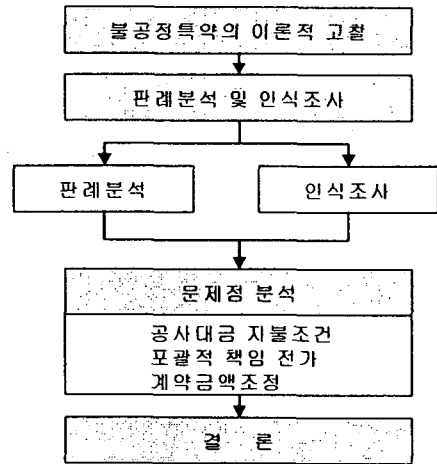 불공정특약의 이론적 고찰
판례분석 및 인식조사
판례분석
인식조사
문제정 분석
공사대금 지불조건
포괄적 책임 전가
계약금액조정
결 론